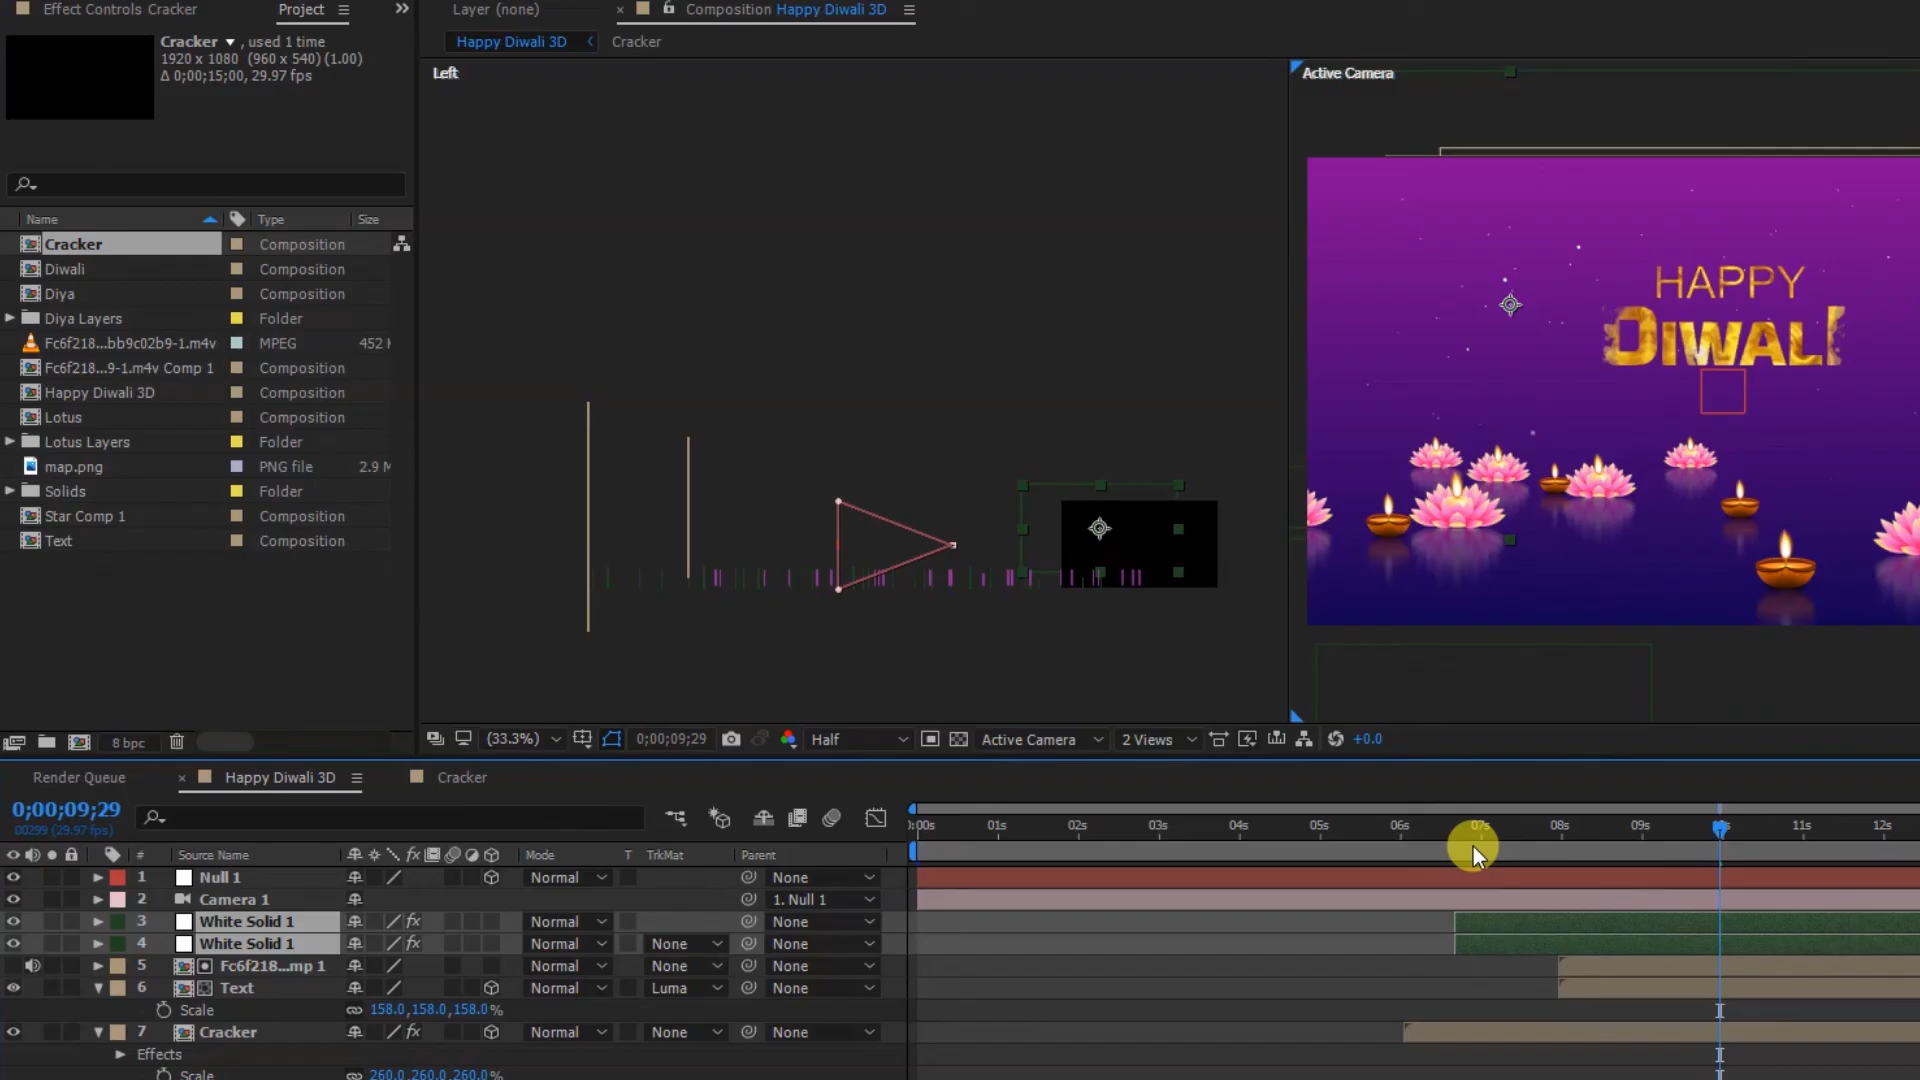 Effect Controls Cracker
Project
Layer (none)
Composition Happy Diwali 3D
Happy Diwali 3D
Cracker
Cracker , used 1 time
1920 x 1080 (960 x 540) (1.00)
Δ 0;00;15;00, 29.97 fps
Left
Active Camera
HAPPY
DIWALI
Name Type Size
Cracker Composition
Diwali Composition
Diya Composition
Diya Layers Folder
Fc6f218...bb9c02b9-1.m4v MPEG 452
Fc6f218...9-1.m4v Comp 1 Composition
Happy Diwali 3D Composition
Lotus Composition
Lotus Layers Folder
map.png PNG file 2.9
Solids Folder
Star Comp 1 Composition
Text Composition
8 bpc
(33.3%) 0;00;09;29 Half Active Camera 2 Views +0.0
Render Queue Happy Diwali 3D Cracker
0;00;09;29
00299 (29.97 fps)
:00s 01s 02s 03s 04s 05s 06s 07s 08s 09s 11s 12s
# Source Name fx Mode T TrkMat Parent
1 Null 1 Normal None
2 Camera 1 1. Null 1
3 White Solid 1 fx Normal None
4 White Solid 1 fx Normal None None
5 Fc6f218...mp 1 Normal None None
6 Text Normal Luma None
Scale 158.0,158.0,158.0%
7 Cracker fx Normal None None
Effects
Scale 260.0,260.0,260.0%